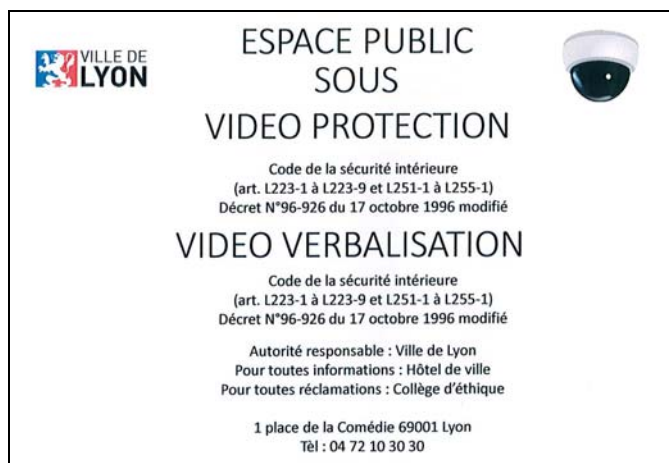 VILLE DE
LYON
ESPACE PUBLIC
SOUS
VIDEO PROTECTION
Code de la sécurité intérieure
(art. L223-1 à L223-9 et L251-1 à L255-1)
Décret N°96-926 du 17 octobre 1996 modifié
VIDEO VERBALISATION
Code de la sécurité intérieure
(art. L223-1 à L223-9 et L251-1 à L255-1)
Décret N°96-926 du 17 octobre 1996 modifié
Autorité responsable : Ville de Lyon
Pour toutes informations : Hôtel de ville
Pour toutes réclamations : Collège d'éthique
1 place de la Comédie 69001 Lyon
Tèl : 04 72 10 30 30